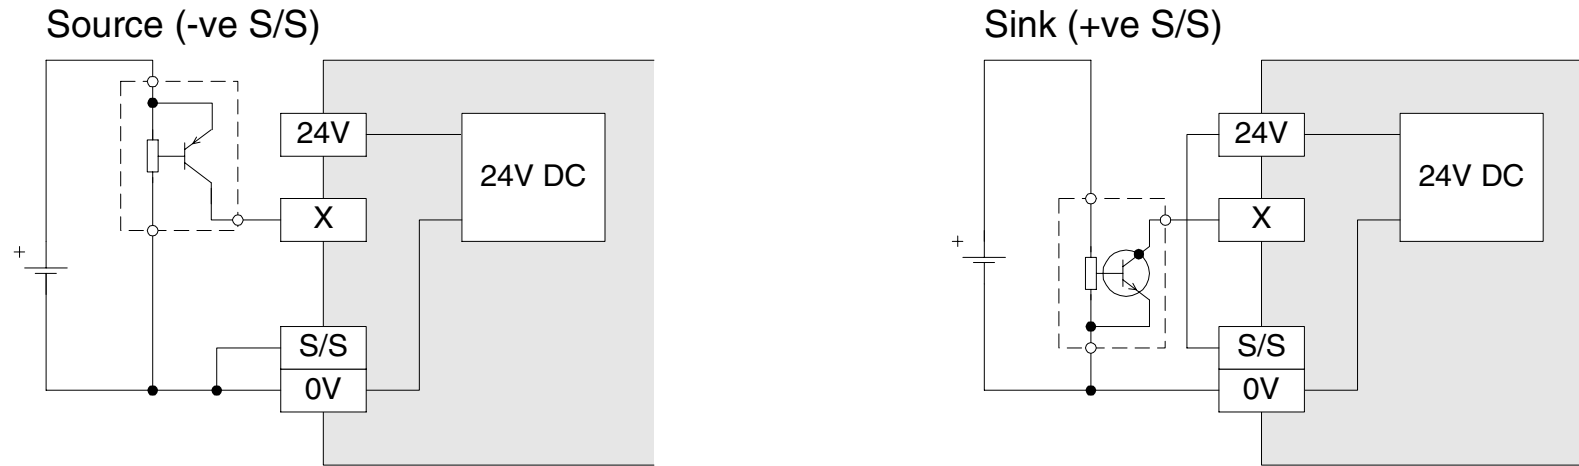 Source (-ve S/S)
24V
24V DC
X
+
S/S
0V
Sink (+ve S/S)
24V
24V DC
X
+
S/S
0V